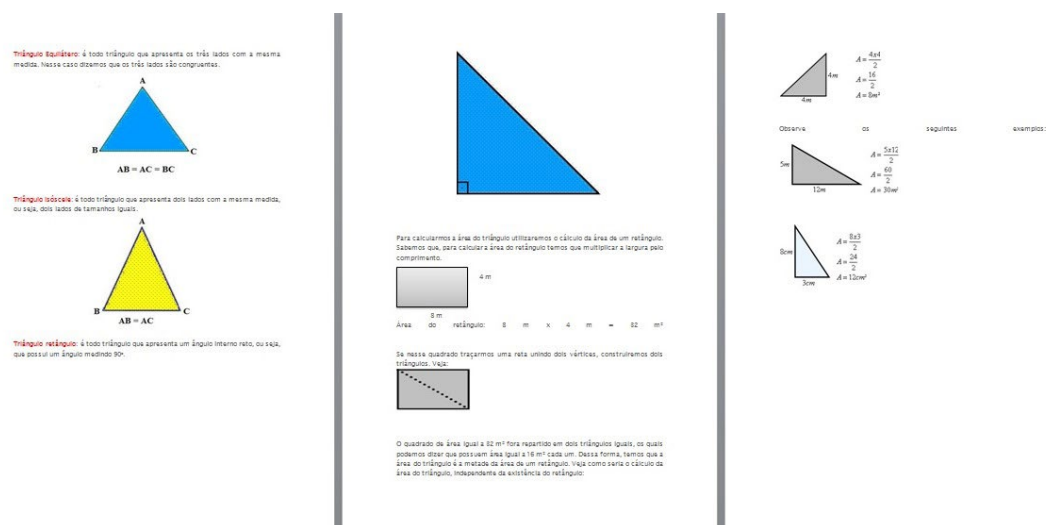 Triângulo Equilátero: é todo triângulo que apresenta os três lados com a mesma
medida. Nesse caso dizemos que os três lados são congruentes.
A
B
C
AB = AC = BC
Triângulo Isóscele: é todo triângulo que apresenta dois lados com a mesma medida,
ou seja, dois lados de tamanhos iguais.
A
B
C
AB = AC
Triângulo retângulo: é todo triângulo que apresenta um ângulo interno reto, ou seja,
que possui um ângulo medindo 90º.
Para calcularmos a área do triângulo utilizaremos o cálculo da área de um retângulo.
Sabemos que, para calcular a área do retângulo temos que multiplicar a largura pelo
comprimento.
4 m
8 m
Área do retângulo: 8 m x 4 m = 32 m²
Se nesse quadrado traçarmos uma reta unindo dois vértices, construiremos dois
triângulos. Veja:
O quadrado de área igual a 32 m² fora repartido em dois triângulos iguais, os quais
podemos dizer que possuem área igual a 16 m² cada um. Dessa forma, temos que a
área do triângulo é a metade da área de um retângulo. Veja como seria o cálculo da
área do triângulo, independente da existência do retângulo:
4m
4m
A = 4x4/2
A = 16/2
A = 8m²
Observe os seguintes exemplos:
5m
12m
A = 5x12/2
A = 60/2
A = 30m²
8cm
3cm
A = 8x3/2
A = 24/2
A = 12cm²